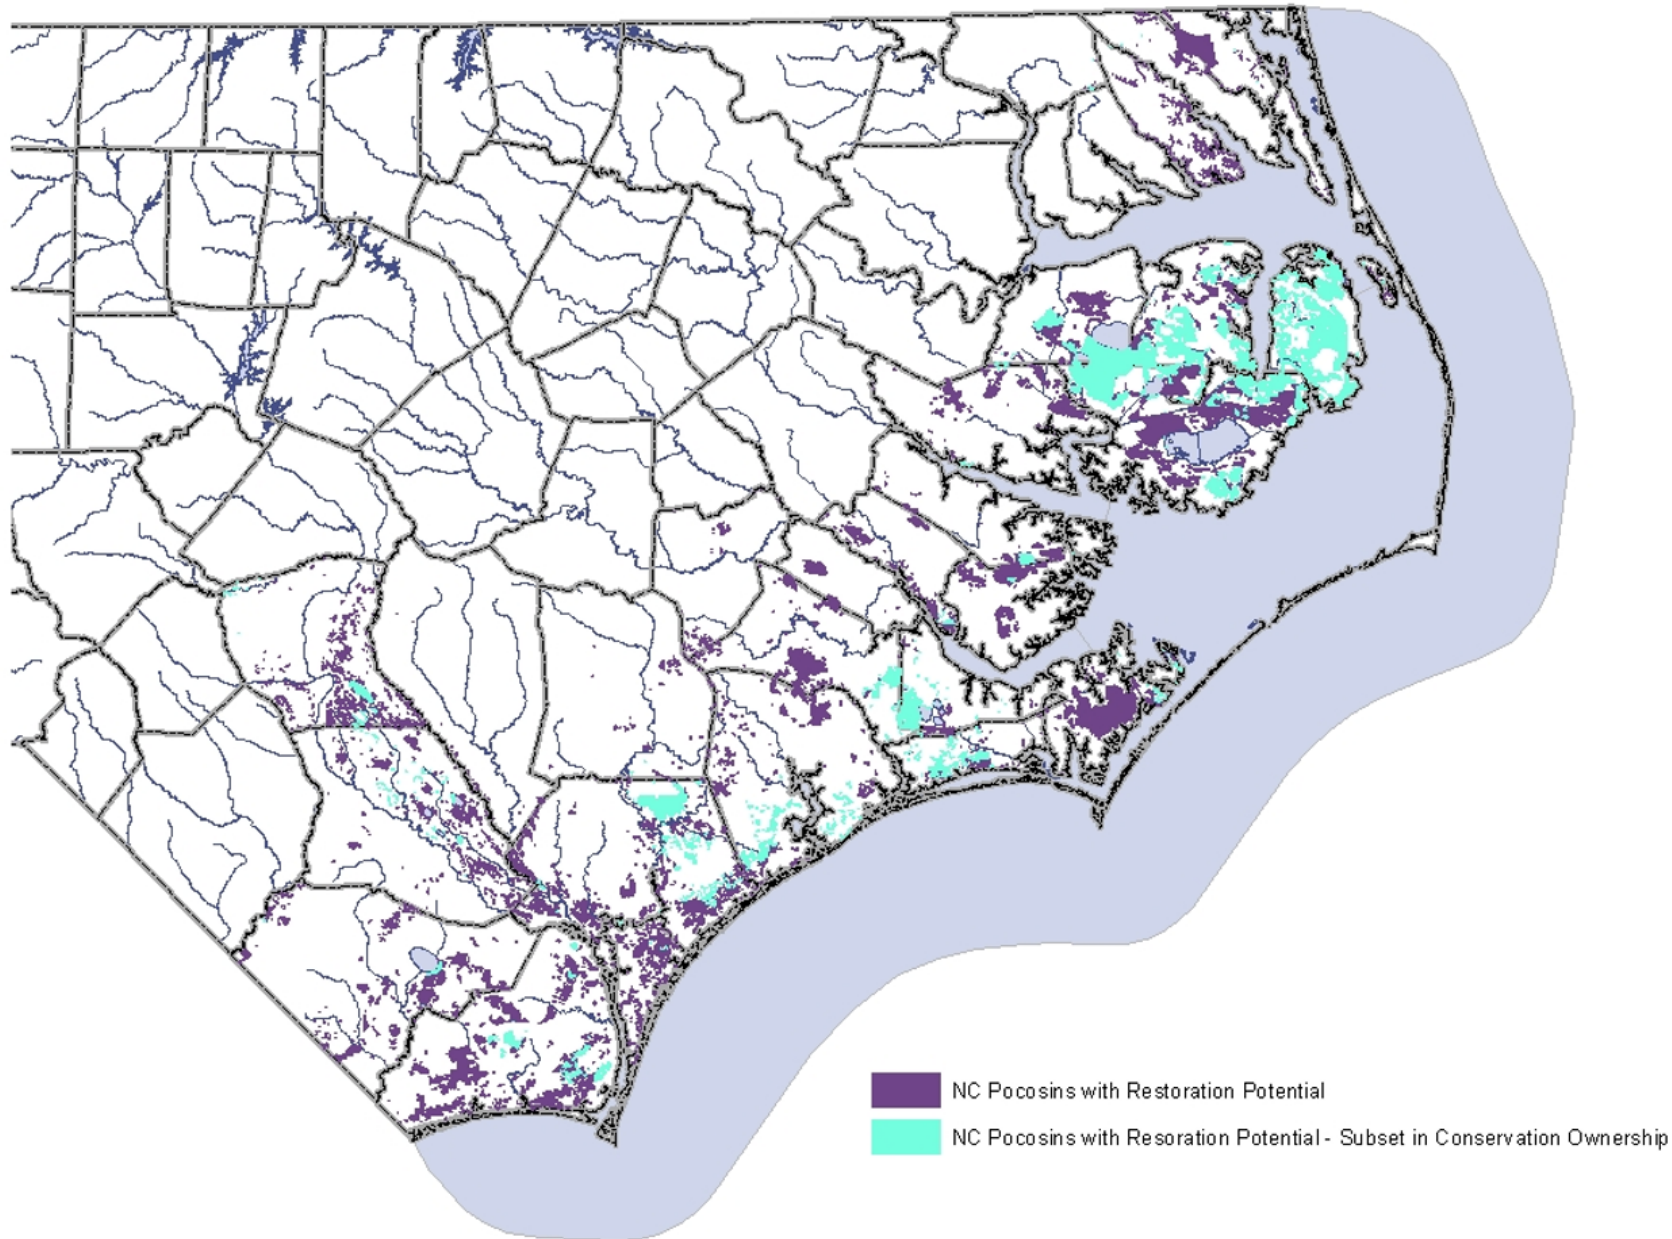 NC Pocosins with Restoration Potential
NC Pocosins with Resoration Potential - Subset in Conservation Ownership